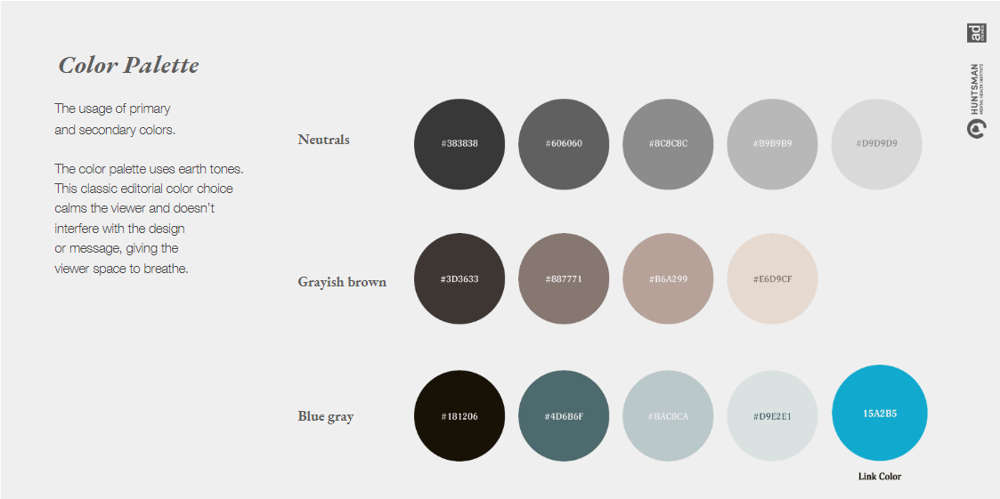 Color Palette
The usage of primary
and secondary colors.
The color palette uses earth tones.
This classic editorial color choice
calms the viewer and doesn't
interfere with the design
or message, giving the
viewer space to breathe.
Neutrals
#383838
#606060
#8C8C8C
#B9B9B9
#D9D9D9
Grayish brown
#3D3633
#887771
#B6A299
#E6D9CF
Blue gray
#181206
#4D6B6F
#BAC8CA
#D9E2E1
15A2B5
Link Color
ad
HUNTSMAN
MENTAL HEALTH INSTITUTE